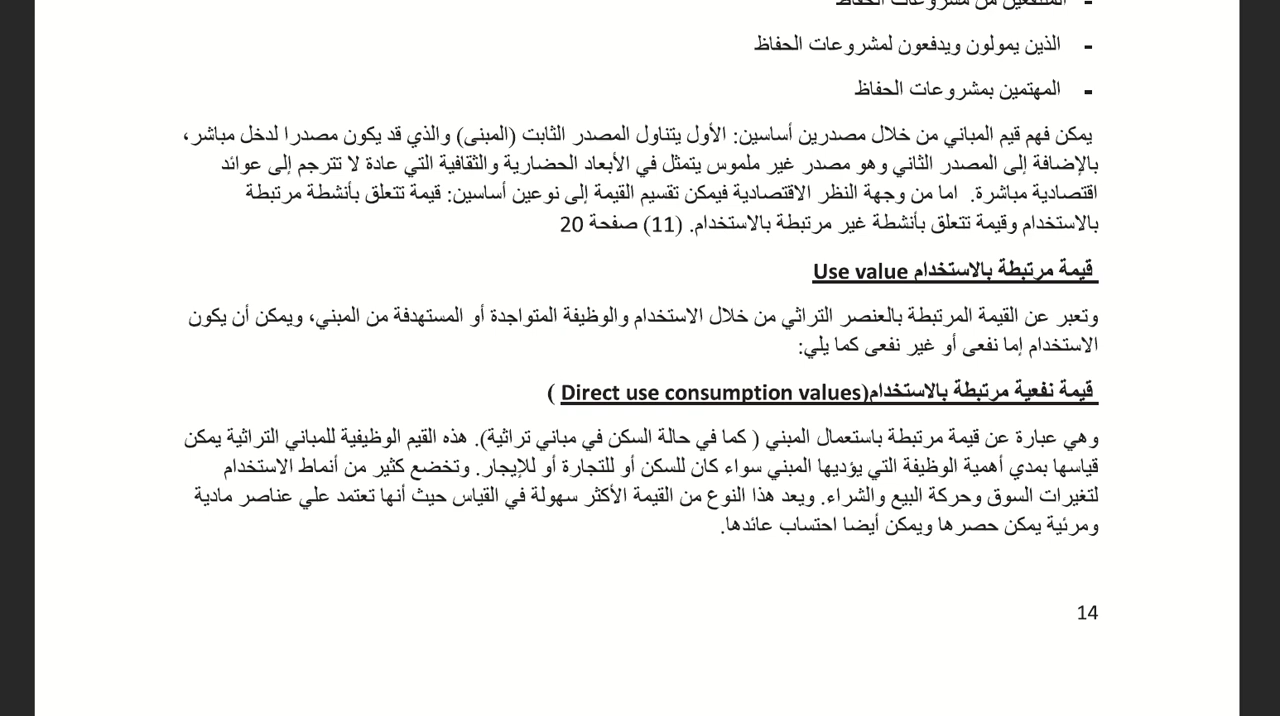 - المنتفعين من مشروعات الحفاظ
- الذين يمولون ويدفعون لمشروعات الحفاظ
- المهتمين بمشروعات الحفاظ
يمكن فهم قيم المباني من خلال مصدرين أساسين: الأول يتناول المصدر الثابت (المبنى) والذي قد يكون مصدرا لدخل مباشر،
بالإضافة إلى المصدر الثاني وهو مصدر غير ملموس يتمثل في الأبعاد الحضارية والثقافية التي عادة لا تترجم إلى عوائد
اقتصادية مباشرة. اما من وجهة النظر الاقتصادية فيمكن تقسيم القيمة إلى نوعين أساسين: قيمة تتعلق بأنشطة مرتبطة
بالاستخدام وقيمة تتعلق بأنشطة غير مرتبطة بالاستخدام. (11) صفحة 20
قيمة مرتبطة بالاستخدام Use value
وتعبر عن القيمة المرتبطة بالعنصر التراثي من خلال الاستخدام والوظيفة المتواجدة أو المستهدفة من المبني، ويمكن أن يكون
الاستخدام إما نفعى أو غير نفعى كما يلي:
قيمة نفعية مرتبطة بالاستخدام(Direct use consumption values )
وهي عبارة عن قيمة مرتبطة باستعمال المبني ( كما في حالة السكن في مباني تراثية). هذه القيم الوظيفية للمباني التراثية يمكن
قياسها بمدي أهمية الوظيفة التي يؤديها المبني سواء كان للسكن أو للتجارة أو للإيجار. وتخضع كثير من أنماط الاستخدام
لتغيرات السوق وحركة البيع والشراء. ويعد هذا النوع من القيمة الأكثر سهولة في القياس حيث أنها تعتمد علي عناصر مادية
ومرئية يمكن حصرها ويمكن أيضا احتساب عائدها.
14